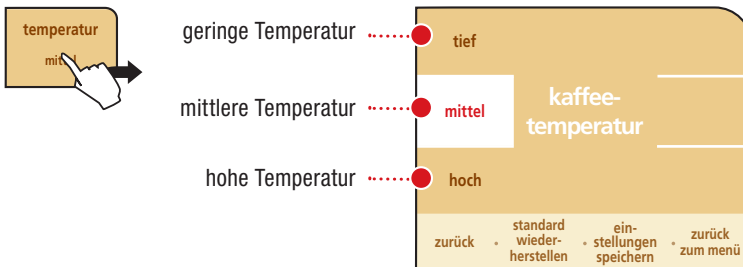 temperatur
mittel
geringe Temperatur
mittlere Temperatur
hohe Temperatur
tief
mittel
hoch
kaffee-
temperatur
zurück
standard
wieder-
herstellen
ein-
stellungen
speichern
zurück
zum menü